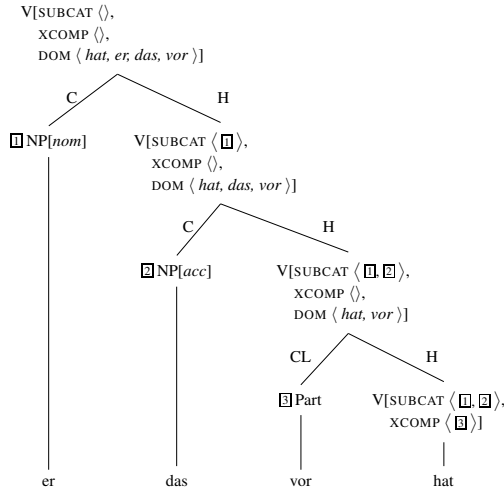 V[SUBCAT ⟨⟩,
XCOMP ⟨⟩,
DOM ⟨ hat, er, das, vor ⟩]
C H
1 NP[nom] V[SUBCAT ⟨ 1 ⟩,
XCOMP ⟨⟩,
DOM ⟨ hat, das, vor ⟩]
C H
2 NP[acc] V[SUBCAT ⟨ 1, 2 ⟩,
XCOMP ⟨⟩,
DOM ⟨ hat, vor ⟩]
CL H
3 Part V[SUBCAT ⟨ 1, 2 ⟩,
XCOMP ⟨ 3 ⟩]
er das vor hat